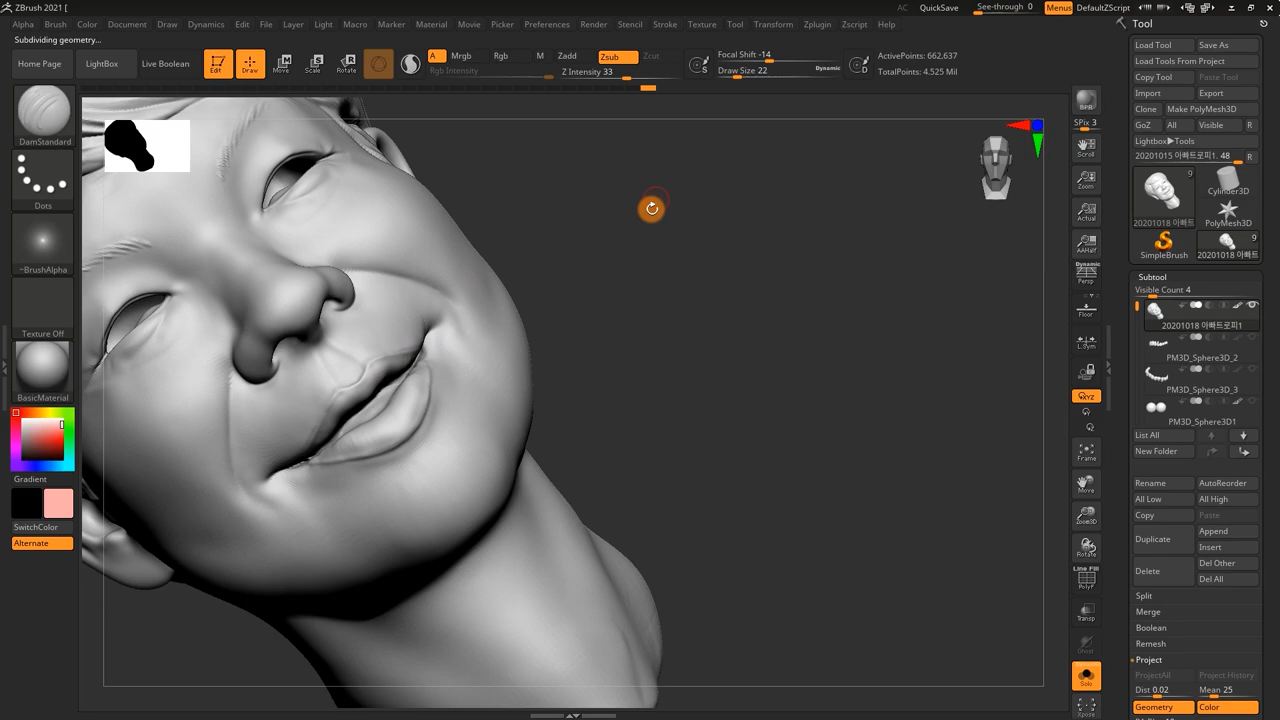 ZBrush 2021 [
AC QuickSave See-through 0 Menus DefaultZScript
Alpha Brush Color Document Draw Dynamics Edit File Layer Light Macro Marker Material Movie Picker Preferences Render Stencil Stroke Texture Tool Transform Zplugin Zscript Help
Subdividing geometry...
Home Page LightBox Live Boolean Edit Draw Move Scale Rotate
A Mrgb Rgb M Zadd Zsub Zcut
Rgb Intensity Z Intensity 33
Focal Shift -14
Draw Size 22 Dynamic
S D
ActivePoints: 662,637
TotalPoints: 4.525 Mil
DamStandard
Dots
~BrushAlpha
Texture Off
BasicMaterial
Gradient
SwitchColor
Alternate
BPR
SPix 3
Scroll
Zoom
Actual
AAHalf
Dynamic
Persp
Floor
L.Sym
XYZ
Frame
Move
Zoom3D
Rotate
Line Fill
PolyF
Transp
Ghost
Solo
Xpose
Tool
Load Tool Save As
Load Tools From Project
Copy Tool Paste Tool
Import Export
Clone Make PolyMesh3D
GoZ All Visible R
Lightbox▶Tools
20201015 아빠트로피1. 48 R
9
20201018 아빠트
Cylinder3D
PolyMesh3D
SimpleBrush
9
20201018 아빠트
Subtool
Visible Count 4
20201018 아빠트로피1
PM3D_Sphere3D_2
PM3D_Sphere3D_3
PM3D_Sphere3D1
List All
New Folder
Rename AutoReorder
All Low All High
Copy Paste
Duplicate Append
Insert
Delete Del Other
Del All
Split
Merge
Boolean
Remesh
Project
ProjectAll Project History
Dist 0.02 Mean 25
Geometry Color